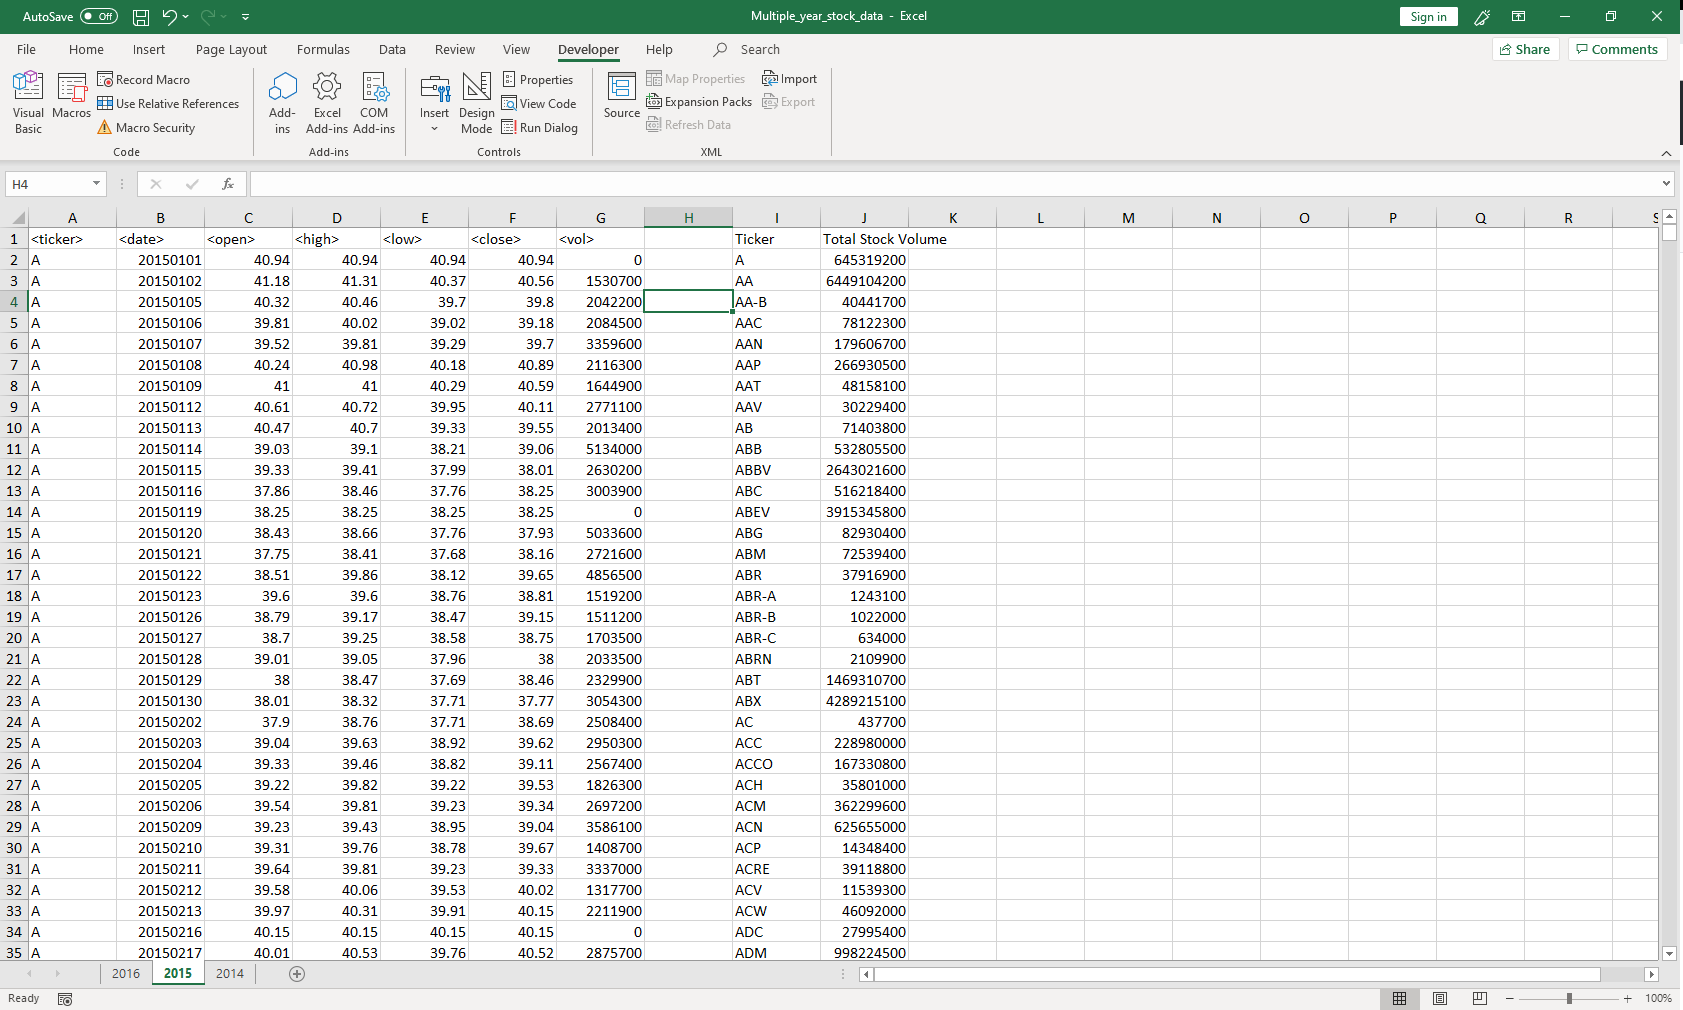 AutoSave Off Multiple_year_stock_data - Excel Sign in
File Home Insert Page Layout Formulas Data Review View Developer Help Search Share Comments
Visual Basic
Macros
Record Macro
Use Relative References
Macro Security
Code
Add-ins
Excel Add-ins
COM Add-ins
Add-ins
Insert
Design Mode
Properties
View Code
Run Dialog
Controls
Source
Map Properties
Expansion Packs
Refresh Data
Import
Export
XML
H4 fx
A B C D E F G H I J K L M N O P Q R S
1 <ticker> <date> <open> <high> <low> <close> <vol> Ticker Total Stock Volume
2 A 20150101 40.94 40.94 40.94 40.94 0 A 645319200
3 A 20150102 41.18 41.31 40.37 40.56 1530700 AA 6449104200
4 A 20150105 40.32 40.46 39.7 39.8 2042200 AA-B 40441700
5 A 20150106 39.81 40.02 39.02 39.18 2084500 AAC 78122300
6 A 20150107 39.52 39.81 39.29 39.7 3359600 AAN 179606700
7 A 20150108 40.24 40.98 40.18 40.89 2116300 AAP 266930500
8 A 20150109 41 41 40.29 40.59 1644900 AAT 48158100
9 A 20150112 40.61 40.72 39.95 40.11 2771100 AAV 30229400
10 A 20150113 40.47 40.7 39.33 39.55 2013400 AB 71403800
11 A 20150114 39.03 39.1 38.21 39.06 5134000 ABB 532805500
12 A 20150115 39.33 39.41 37.99 38.01 2630200 ABBV 2643021600
13 A 20150116 37.86 38.46 37.76 38.25 3003900 ABC 516218400
14 A 20150119 38.25 38.25 38.25 38.25 0 ABEV 3915345800
15 A 20150120 38.43 38.66 37.76 37.93 5033600 ABG 82930400
16 A 20150121 37.75 38.41 37.68 38.16 2721600 ABM 72539400
17 A 20150122 38.51 39.86 38.12 39.65 4856500 ABR 37916900
18 A 20150123 39.6 39.6 38.76 38.81 1519200 ABR-A 1243100
19 A 20150126 38.79 39.17 38.47 39.15 1511200 ABR-B 1022000
20 A 20150127 38.7 39.25 38.58 38.75 1703500 ABR-C 634000
21 A 20150128 39.01 39.05 37.96 38 2033500 ABRN 2109900
22 A 20150129 38 38.47 37.69 38.46 2329900 ABT 1469310700
23 A 20150130 38.01 38.32 37.71 37.77 3054300 ABX 4289215100
24 A 20150202 37.9 38.76 37.71 38.69 2508400 AC 437700
25 A 20150203 39.04 39.63 38.92 39.62 2950300 ACC 228980000
26 A 20150204 39.33 39.46 38.82 39.11 2567400 ACCO 167330800
27 A 20150205 39.22 39.82 39.22 39.53 1826300 ACH 35801000
28 A 20150206 39.54 39.81 39.23 39.34 2697200 ACM 362299600
29 A 20150209 39.23 39.43 38.95 39.04 3586100 ACN 625655000
30 A 20150210 39.31 39.76 38.78 39.67 1408700 ACP 14348400
31 A 20150211 39.64 39.81 39.23 39.33 3337000 ACRE 39118800
32 A 20150212 39.58 40.06 39.53 40.02 1317700 ACV 11539300
33 A 20150213 39.97 40.31 39.91 40.15 2211900 ACW 46092000
34 A 20150216 40.15 40.15 40.15 40.15 0 ADC 27995400
35 A 20150217 40.01 40.53 39.76 40.52 2875700 ADM 998224500
2016 2015 2014
Ready 100%